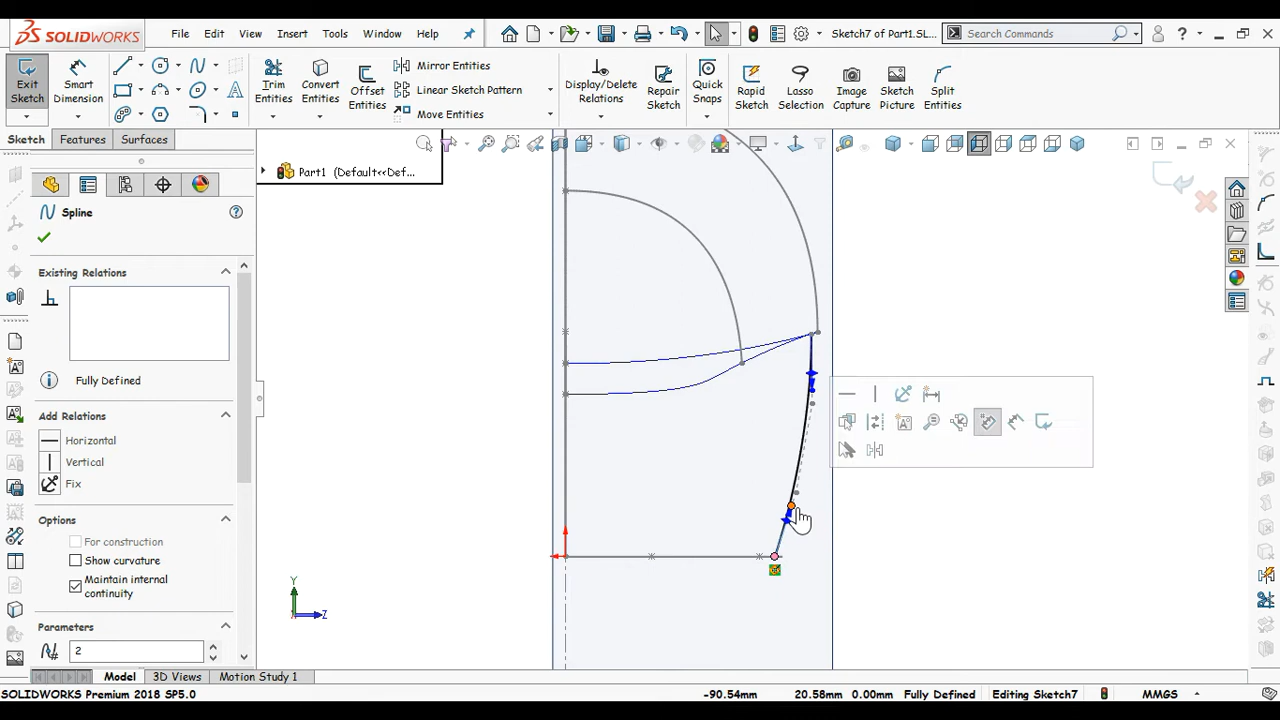 SOLIDWORKS File Edit View Insert Tools Window Help Sketch7 of Part1.SL... Search Commands
Exit Sketch
Smart Dimension
Trim Entities
Convert Entities
Offset Entities
Mirror Entities
Linear Sketch Pattern
Move Entities
Display/Delete Relations
Repair Sketch
Quick Snaps
Rapid Sketch
Lasso Selection
Image Capture
Sketch Picture
Split Entities
Sketch Features Surfaces
Part1 (Default<<Def...
Spline
Existing Relations
Fully Defined
Add Relations
Horizontal
Vertical
Fix
Options
For construction
Show curvature
Maintain internal
continuity
Parameters
2
Y
Z
Model 3D Views Motion Study 1
SOLIDWORKS Premium 2018 SP5.0 -90.54mm 20.58mm 0.00mm Fully Defined Editing Sketch7 MMGS